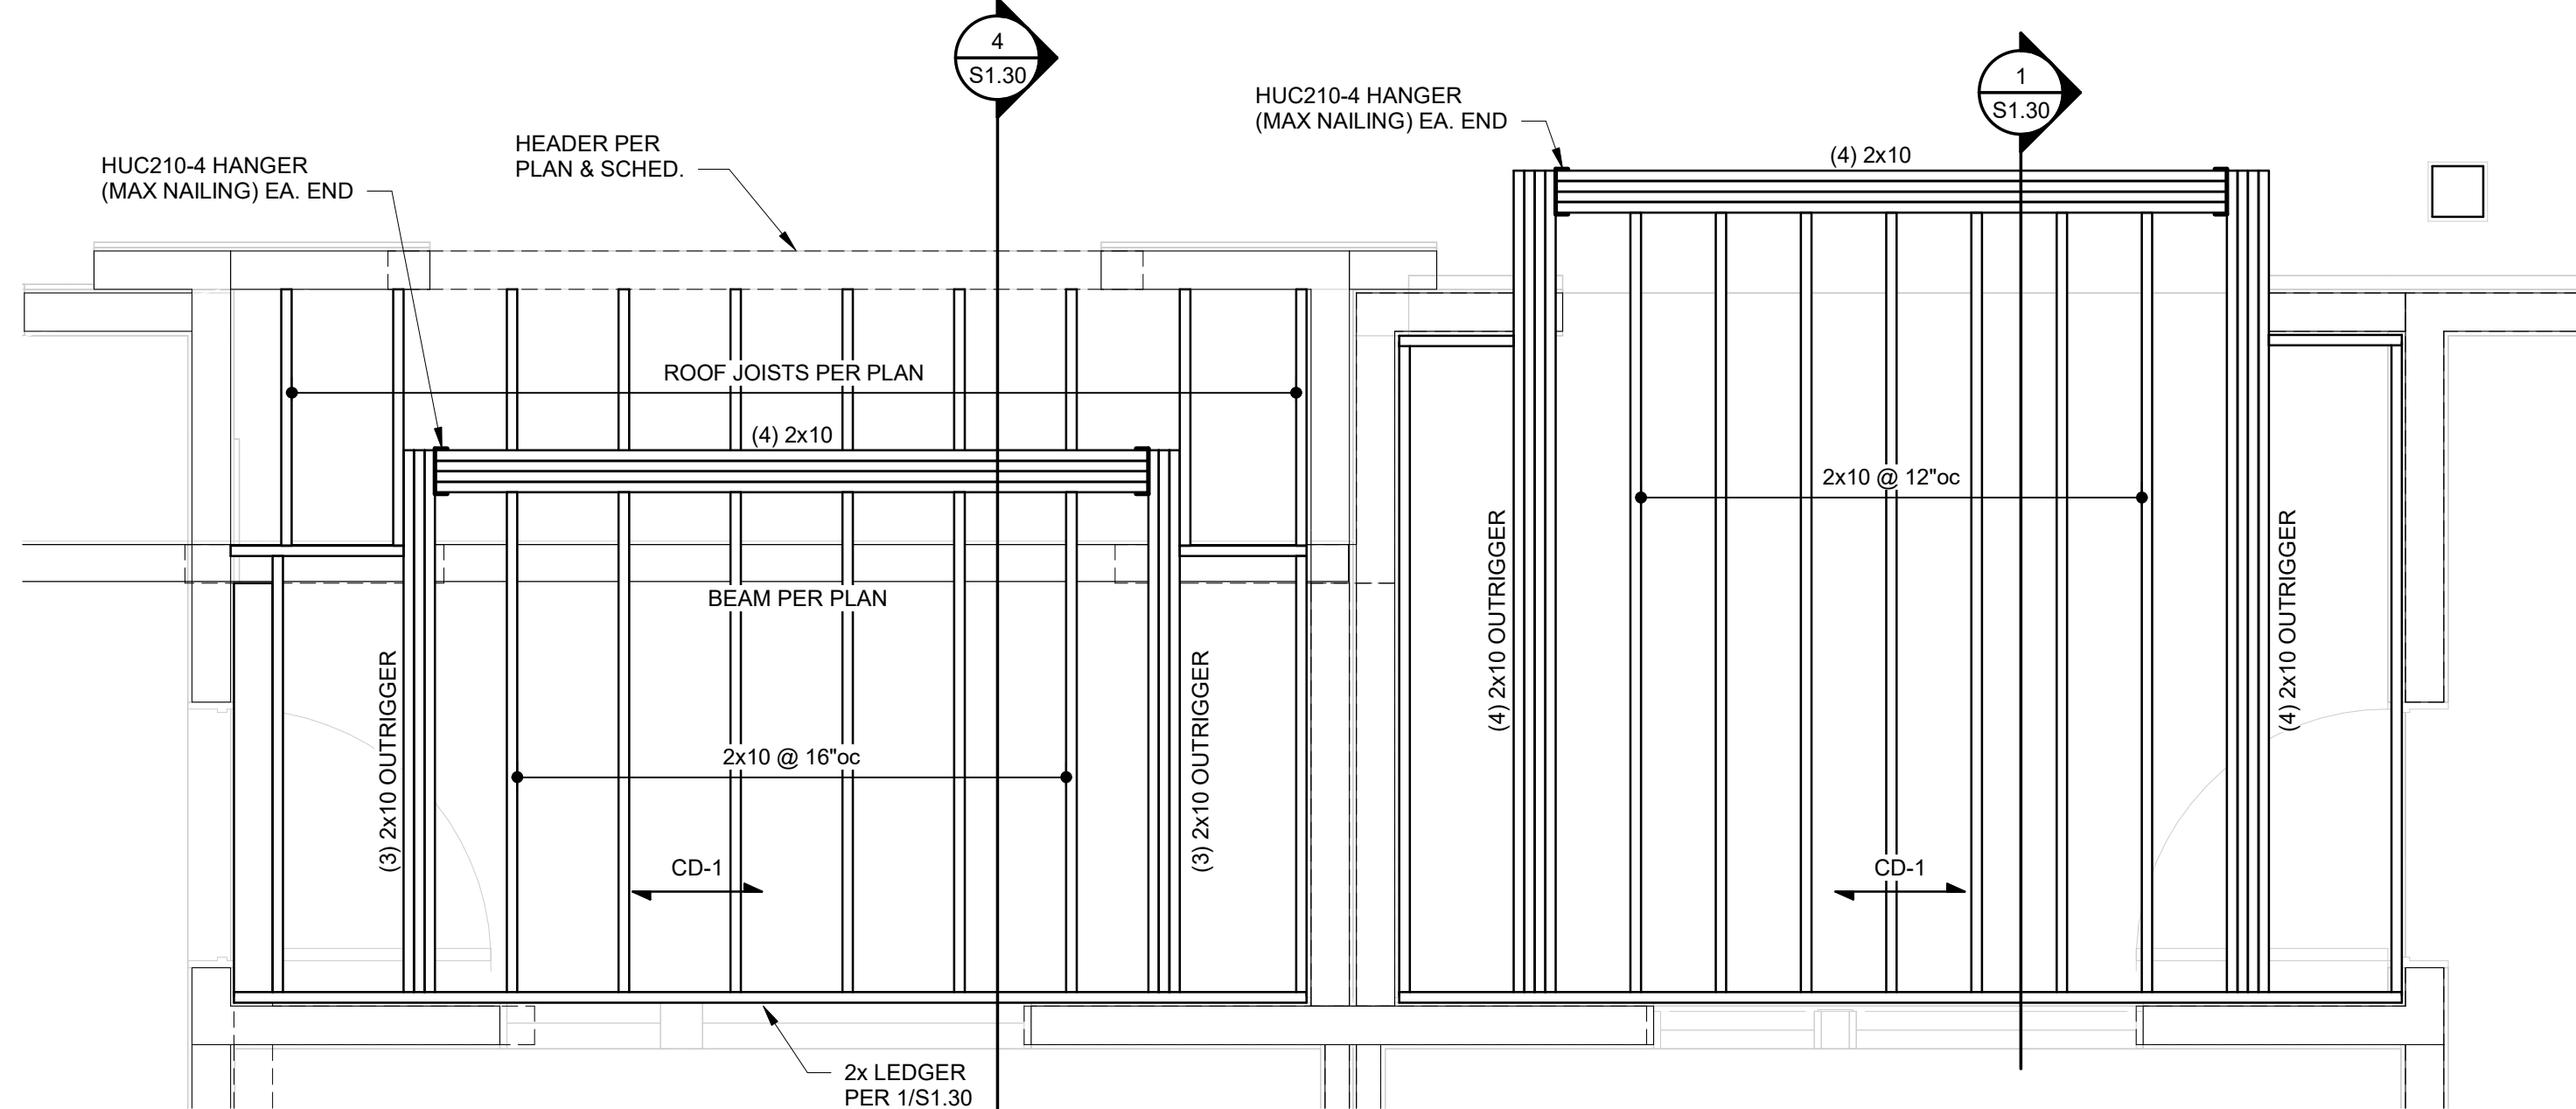 4
S1.30
1
S1.30
HUC210-4 HANGER
(MAX NAILING) EA. END
HEADER PER
PLAN & SCHED.
HUC210-4 HANGER
(MAX NAILING) EA. END
(4) 2x10
ROOF JOISTS PER PLAN
(4) 2x10
2x10 @ 12"oc
(4) 2x10 OUTRIGGER
(4) 2x10 OUTRIGGER
BEAM PER PLAN
(3) 2x10 OUTRIGGER
(3) 2x10 OUTRIGGER
2x10 @ 16"oc
CD-1
CD-1
2x LEDGER
PER 1/S1.30